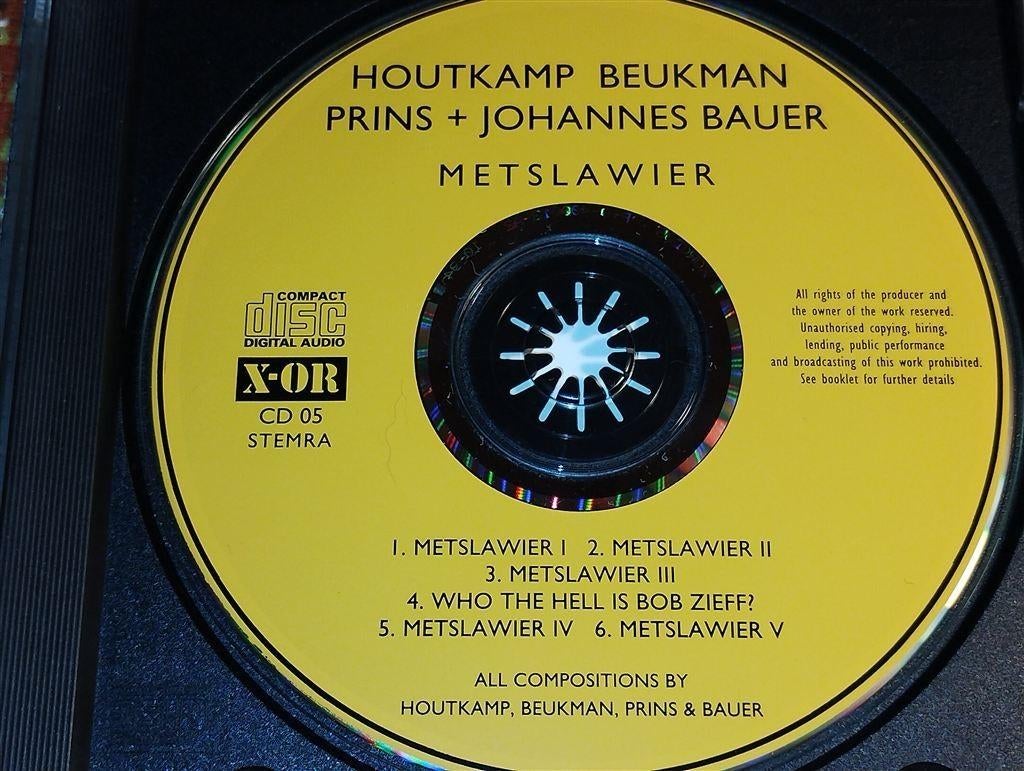 HOUTKAMP BEUKMAN
PRINS + JOHANNES BAUER
METSLAWIER
COMPACT
disc
DIGITAL AUDIO
X-OR
CD 05
STEMRA
All rights of the producer and
the owner of the work reserved.
Unauthorised copying, hiring,
lending, public performance
and broadcasting of this work prohibited.
See booklet for further details
1. METSLAWIER I 2. METSLAWIER II
3. METSLAWIER III
4. WHO THE HELL IS BOB ZIEFF?
5. METSLAWIER IV 6. METSLAWIER V
ALL COMPOSITIONS BY
HOUTKAMP, BEUKMAN, PRINS & BAUER